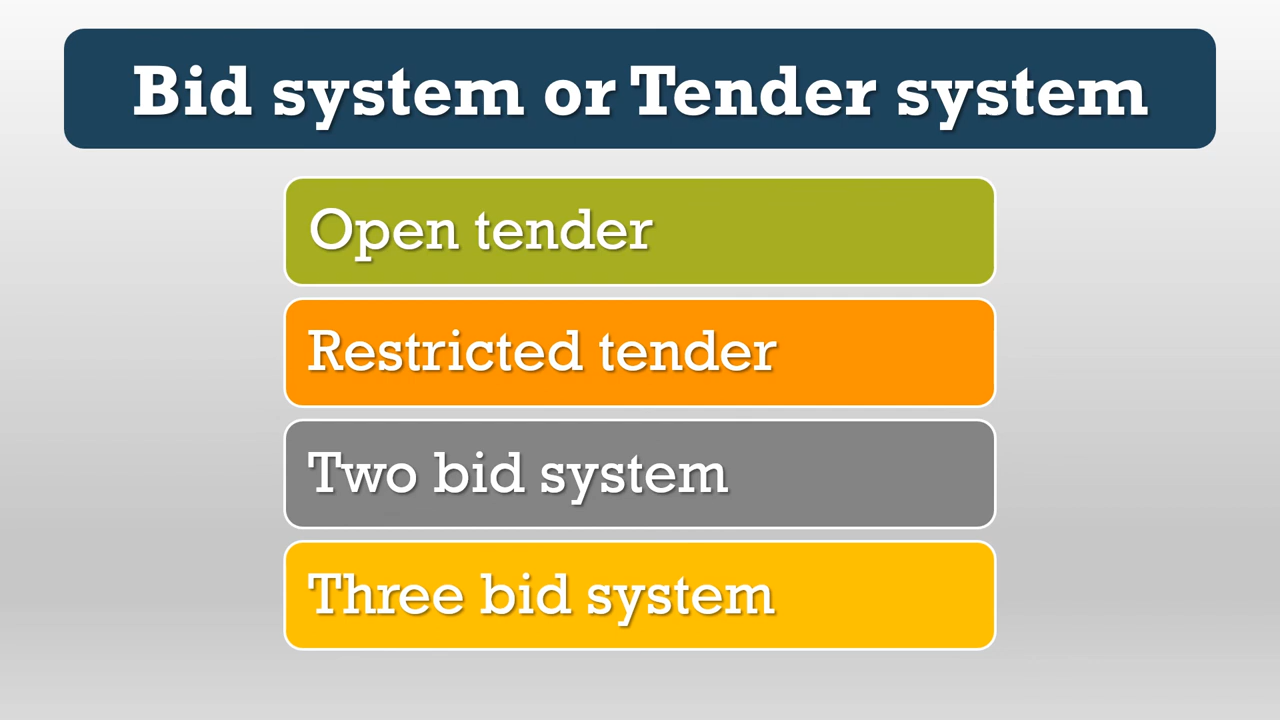 Bid system or Tender system
Open tender
Restricted tender
Two bid system
Three bid system